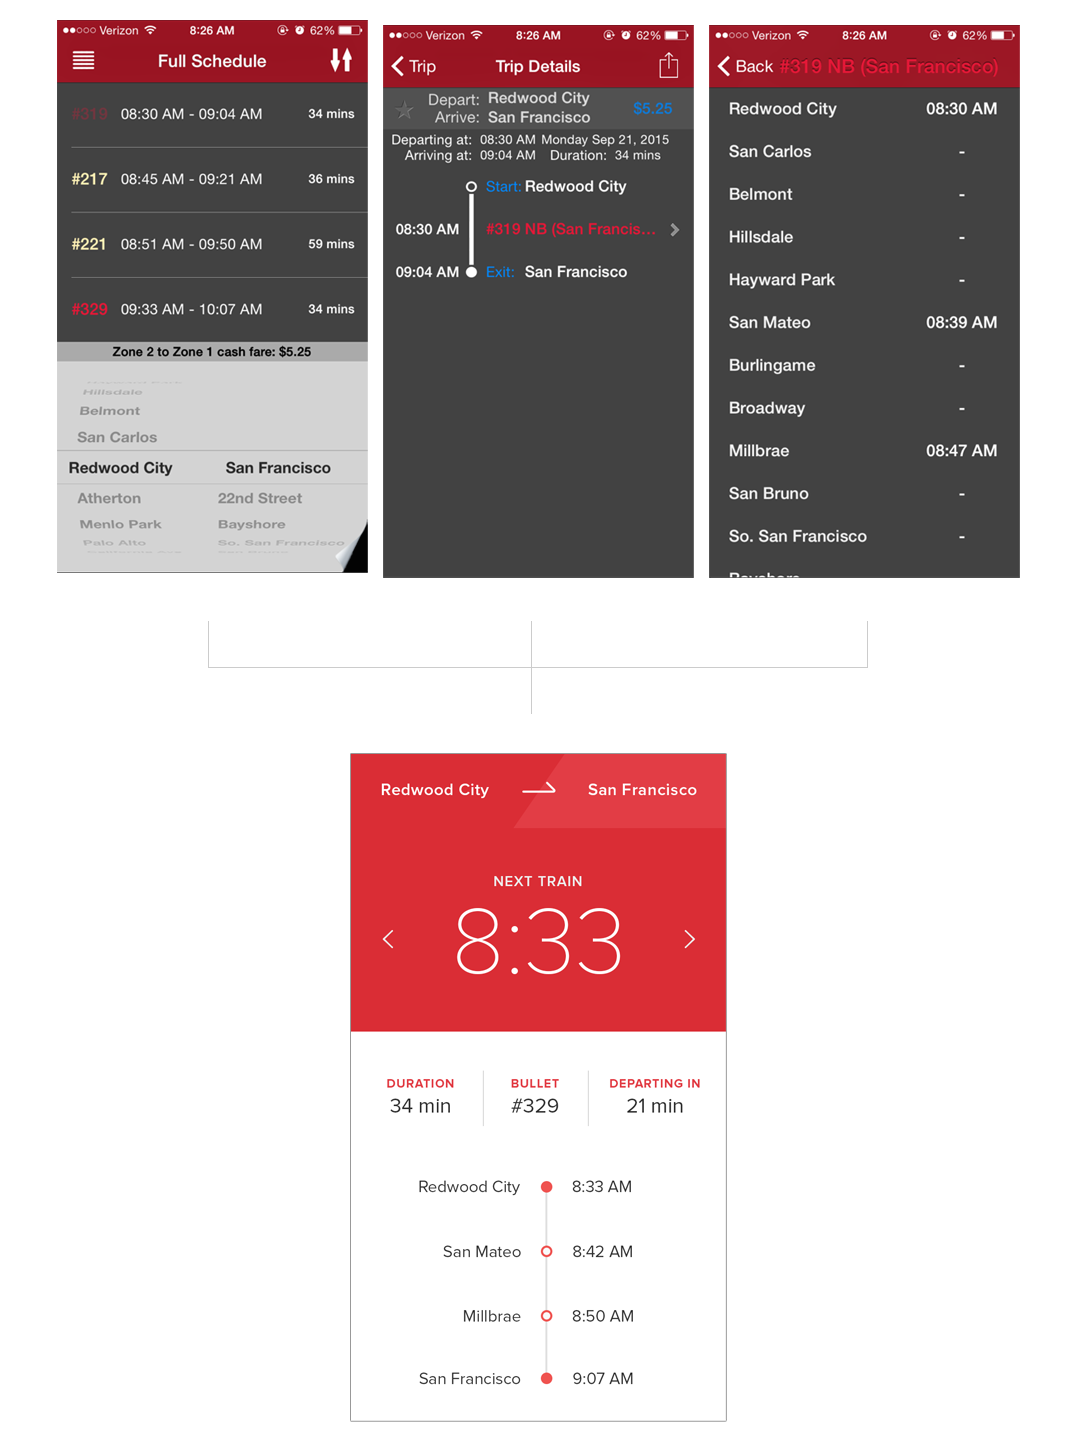 Verizon 8:26 AM 62%
Full Schedule
#319 08:30 AM - 09:04 AM 34 mins
#217 08:45 AM - 09:21 AM 36 mins
#221 08:51 AM - 09:50 AM 59 mins
#329 09:33 AM - 10:07 AM 34 mins
Zone 2 to Zone 1 cash fare: $5.25
Hillsdale
Belmont
San Carlos
Redwood City San Francisco
Atherton 22nd Street
Menlo Park Bayshore
Palo Alto So. San Francisco
Verizon 8:26 AM 62%
Trip Trip Details
Depart: Redwood City
Arrive: San Francisco
$5.25
Departing at: 08:30 AM Monday Sep 21, 2015
Arriving at: 09:04 AM Duration: 34 mins
Start: Redwood City
08:30 AM #319 NB (San Francis...
09:04 AM Exit: San Francisco
Verizon 8:26 AM 62%
Back #319 NB (San Francisco)
Redwood City 08:30 AM
San Carlos -
Belmont -
Hillsdale -
Hayward Park -
San Mateo 08:39 AM
Burlingame -
Broadway -
Millbrae 08:47 AM
San Bruno -
So. San Francisco -
Redwood City San Francisco
NEXT TRAIN
8:33
DURATION BULLET DEPARTING IN
34 min #329 21 min
Redwood City 8:33 AM
San Mateo 8:42 AM
Millbrae 8:50 AM
San Francisco 9:07 AM